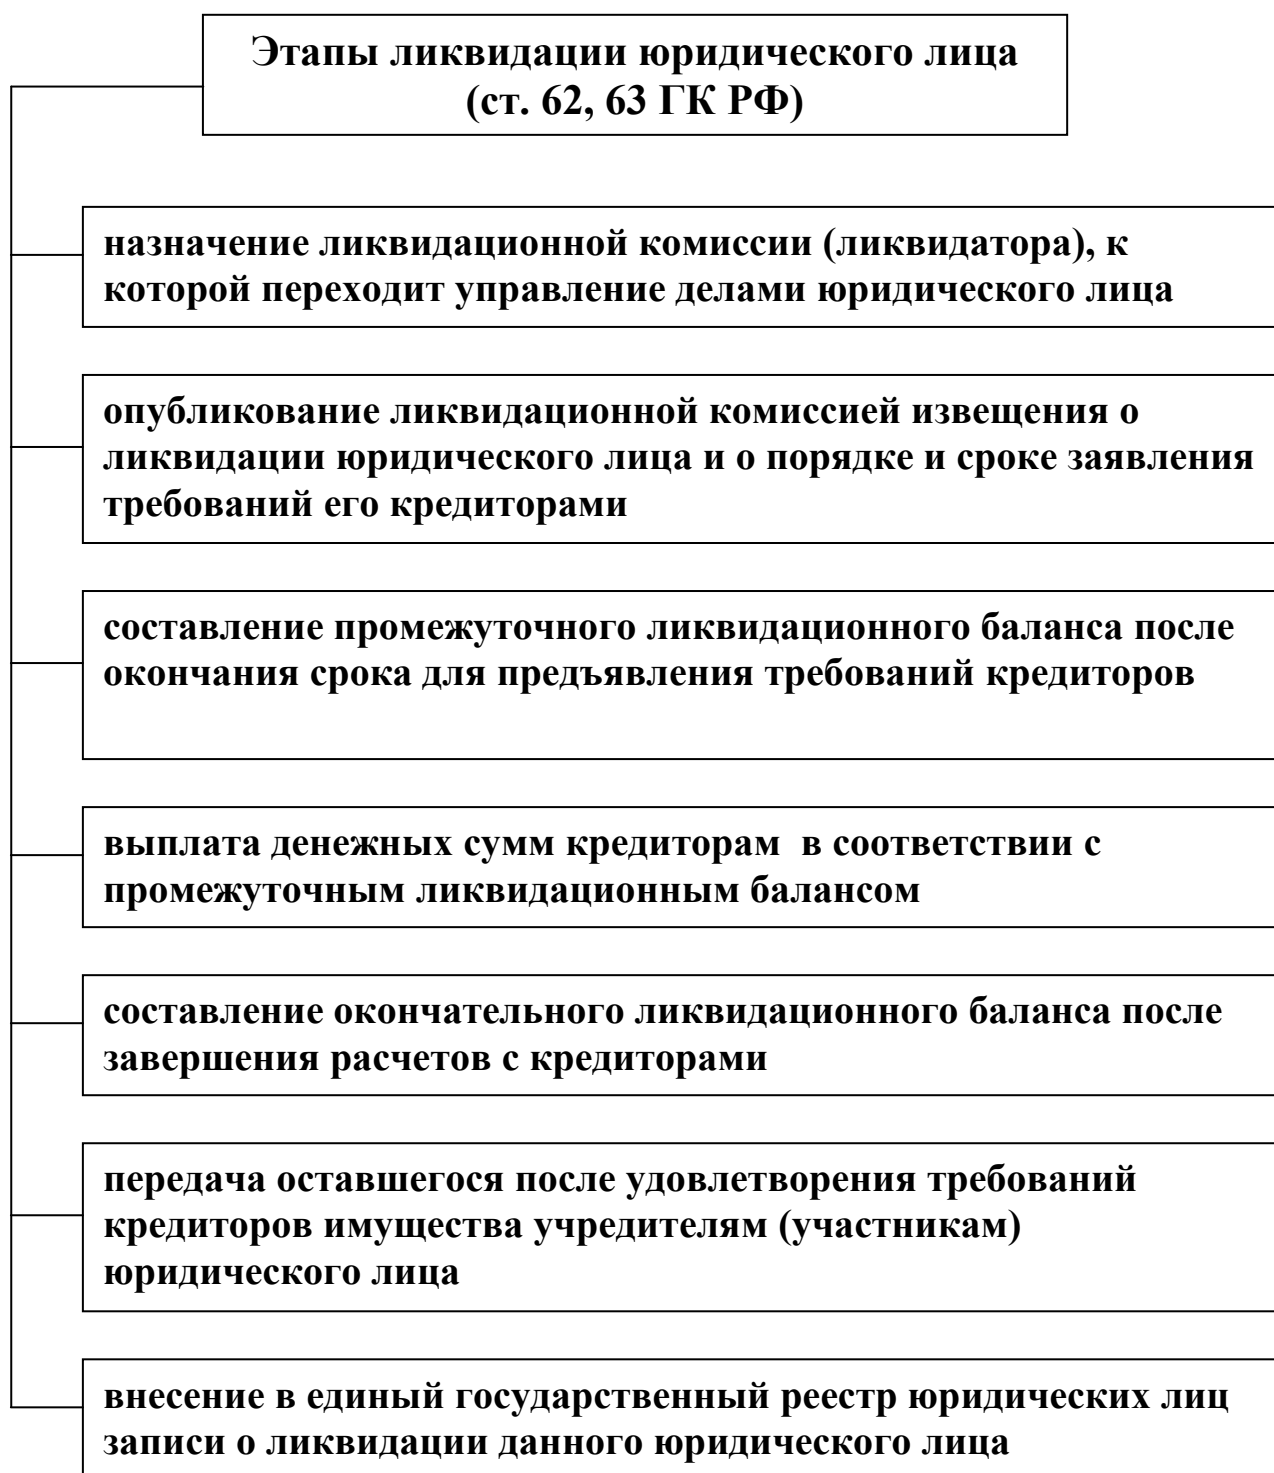 Этапы ликвидации юридического лица
(ст. 62, 63 ГК РФ)
назначение ликвидационной комиссии (ликвидатора), к
которой переходит управление делами юридического лица
опубликование ликвидационной комиссией извещения о
ликвидации юридического лица и о порядке и сроке заявления
требований его кредиторами
составление промежуточного ликвидационного баланса после
окончания срока для предъявления требований кредиторов
выплата денежных сумм кредиторам  в соответствии с
промежуточным ликвидационным балансом
составление окончательного ликвидационного баланса после
завершения расчетов с кредиторами
передача оставшегося после удовлетворения требований
кредиторов имущества учредителям (участникам)
юридического лица
внесение в единый государственный реестр юридических лиц
записи о ликвидации данного юридического лица